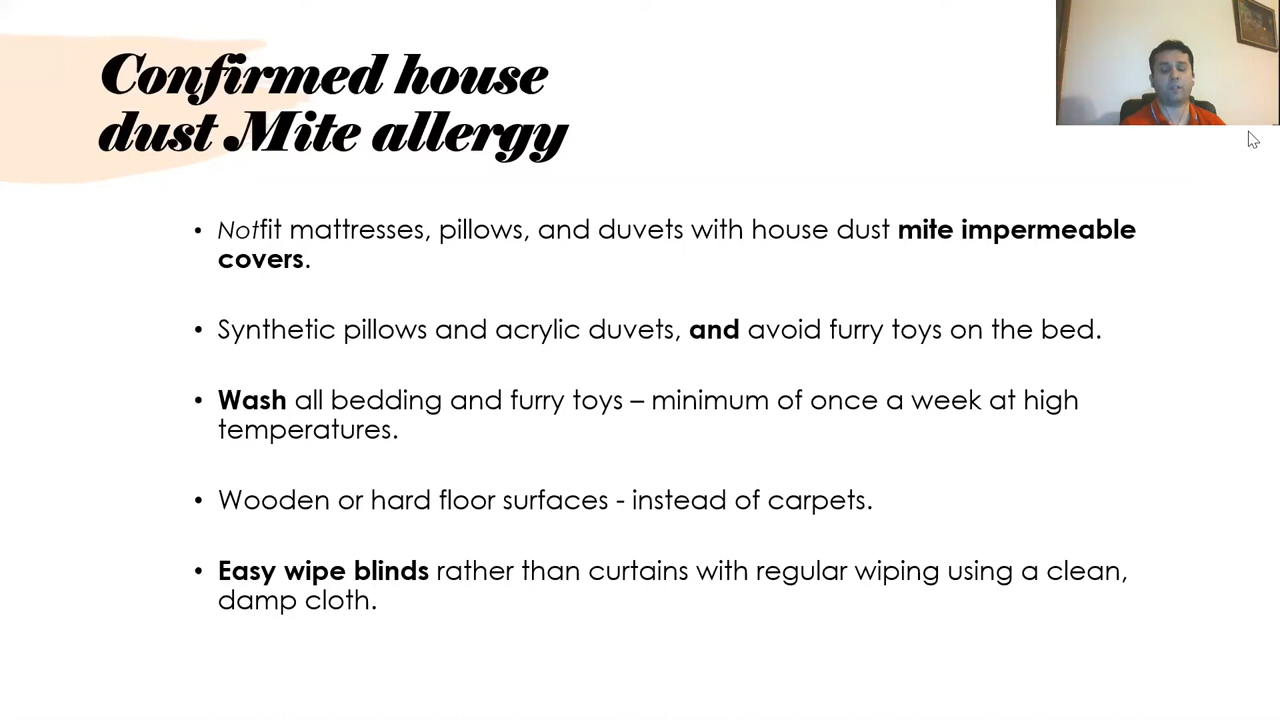 Confirmed house
dust Mite allergy
• Notfit mattresses, pillows, and duvets with house dust mite impermeable
covers.
• Synthetic pillows and acrylic duvets, and avoid furry toys on the bed.
• Wash all bedding and furry toys – minimum of once a week at high
temperatures.
• Wooden or hard floor surfaces - instead of carpets.
• Easy wipe blinds rather than curtains with regular wiping using a clean,
damp cloth.